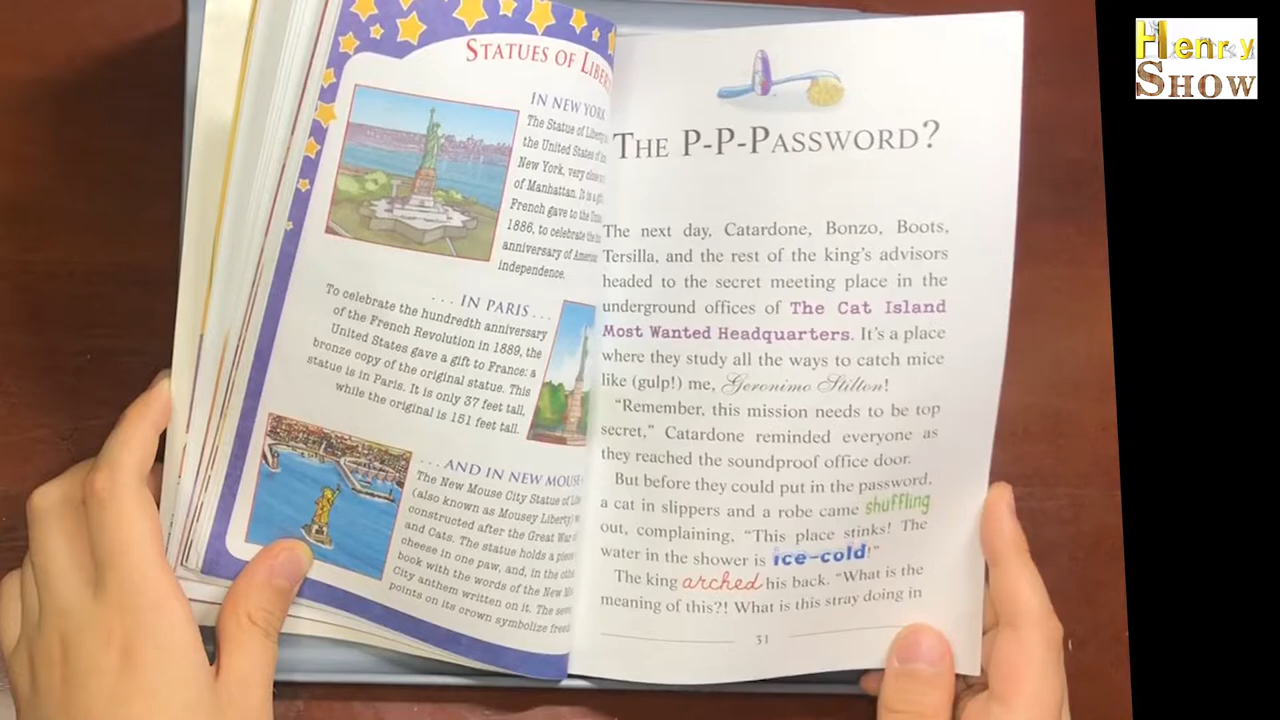 STATUES OF
IN NEW YORK
The Statue of
the United States of
New York, very close
of Manhattan. It is a
French gave to the
1886, to celebrate the
anniversary of
independence.
. . . IN PARIS . . .
To celebrate the hundredth anniversary
of the French Revolution in 1889, the
United States gave a gift to France: a
bronze copy of the original statue. This
statue is in Paris. It is only 37 feet tall,
while the original is 151 feet tall.
. . . AND IN NEW MOUSE
The New Mouse City Statue of
(also known as Mousey Liberty)
constructed after the Great War
and Cats. The statue holds a
cheese in one paw, and, in the
book with the words of the New
City anthem written on it. The
points on its crown symbolize
THE P-P-PASSWORD?
The next day, Catardone, Bonzo, Boots,
Tersilla, and the rest of the king's advisors
headed to the secret meeting place in the
underground offices of The Cat Island
Most Wanted Headquarters. It's a place
where they study all the ways to catch mice
like (gulp!) me, Geronimo Stilton!
"Remember, this mission needs to be top
secret," Catardone reminded everyone as
they reached the soundproof office door.
But before they could put in the password,
a cat in slippers and a robe came shuffling
out, complaining, "This place stinks! The
water in the shower is ice-cold!"
The king arched his back. "What is the
meaning of this?! What is this stray doing in
31
Henry
SHOW